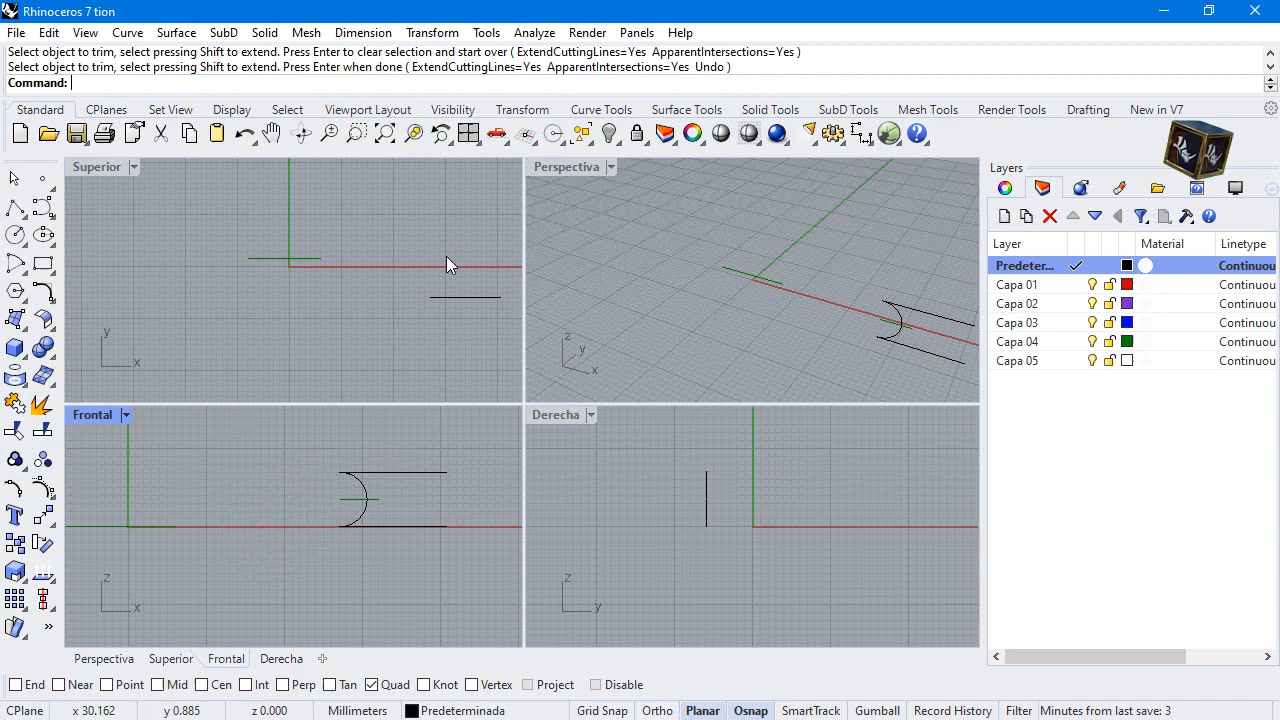 Rhinoceros 7 tion
File Edit View Curve Surface Solid SubD Mesh Dimension Transform Tools Analyze Render Panels Help
Select object to trim, select pressing Shift to extend. Press Enter to clear selection and start over ( ExtendCuttingLines=Yes ApparentIntersections=Yes )
Select object to trim, select pressing Shift to extend. Press Enter when done ( ExtendCuttingLines=Yes ApparentIntersections=Yes Undo )
Command:
Standard CPlanes Set View Display Select Viewport Layout Visibility Transform Curve Tools Surface Tools Solid Tools SubD Tools Mesh Tools Render Tools Drafting New in V7
Superior
Perspectiva
Layers
Layer Material Linetype
Predeter... Continuou
Capa 01 Continuou
Capa 02 Continuou
Capa 03 Continuou
Capa 04 Continuou
Capa 05 Continuou
y
x
z
y
x
Frontal
Derecha
z
x
z
y
Perspectiva Superior Frontal Derecha
End Near Point Mid Cen Int Perp Tan Quad Knot Vertex Project Disable
CPlane x 30.162 y 0.885 z 0.000 Millimeters Predeterminada Grid Snap Ortho Planar Osnap SmartTrack Gumball Record History Filter Minutes from last save: 3